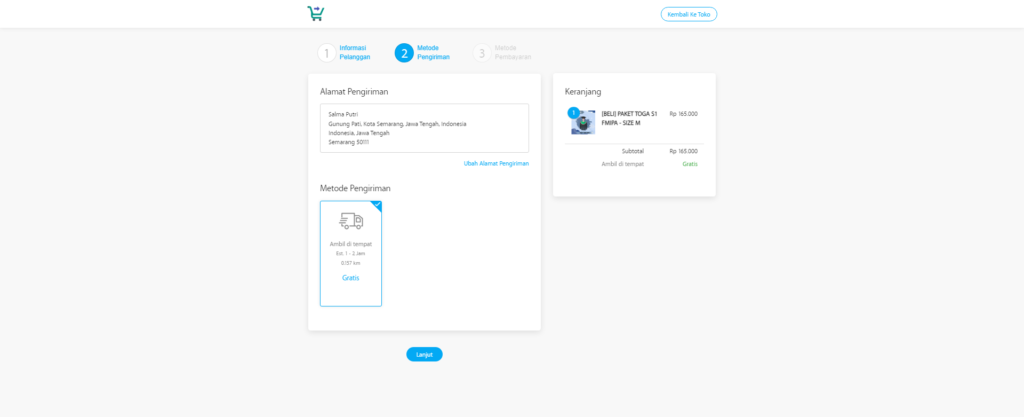 Kembali Ke Toko
1
Informasi
Pelanggan
2
Metode
Pengiriman
3
Metode
Pembayaran
Alamat Pengiriman
Salma Putri
Gunung Pati, Kota Semarang, Jawa Tengah, Indonesia
Indonesia, Jawa Tengah
Semarang 50111
Ubah Alamat Pengiriman
Metode Pengiriman
Ambil di tempat
Est. 1 - 2 Jam
0.157 km
Gratis
Lanjut
Keranjang
1
[BELI] PAKET TOGA S1
FMIPA - SIZE M
Rp 165.000
Subtotal
Rp 165.000
Ambil di tempat
Gratis